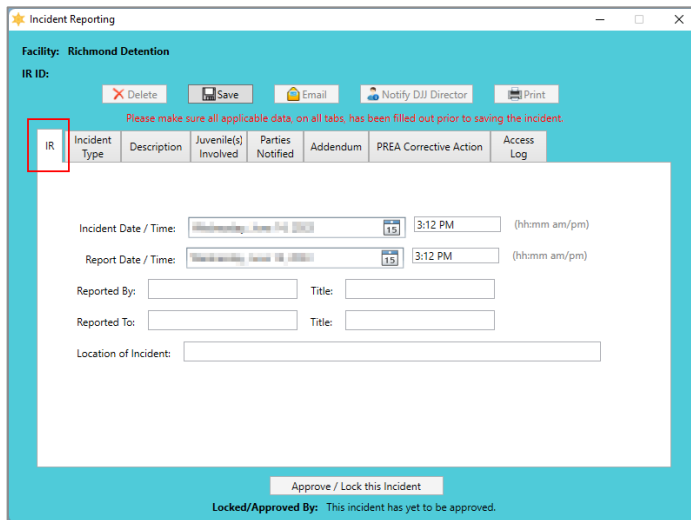 Incident Reporting
Facility: Richmond Detention
IR ID:
Delete Save Email Notify DJJ Director Print
Please make sure all applicable data, on all tabs, has been filled out prior to saving the incident.
IR Incident Type Description Juvenile(s) Involved Parties Notified Addendum PREA Corrective Action Access Log
Incident Date / Time: 15 3:12 PM (hh:mm am/pm)
Report Date / Time: 15 3:12 PM (hh:mm am/pm)
Reported By: Title:
Reported To: Title:
Location of Incident:
Approve / Lock this Incident
Locked/Approved By: This incident has yet to be approved.